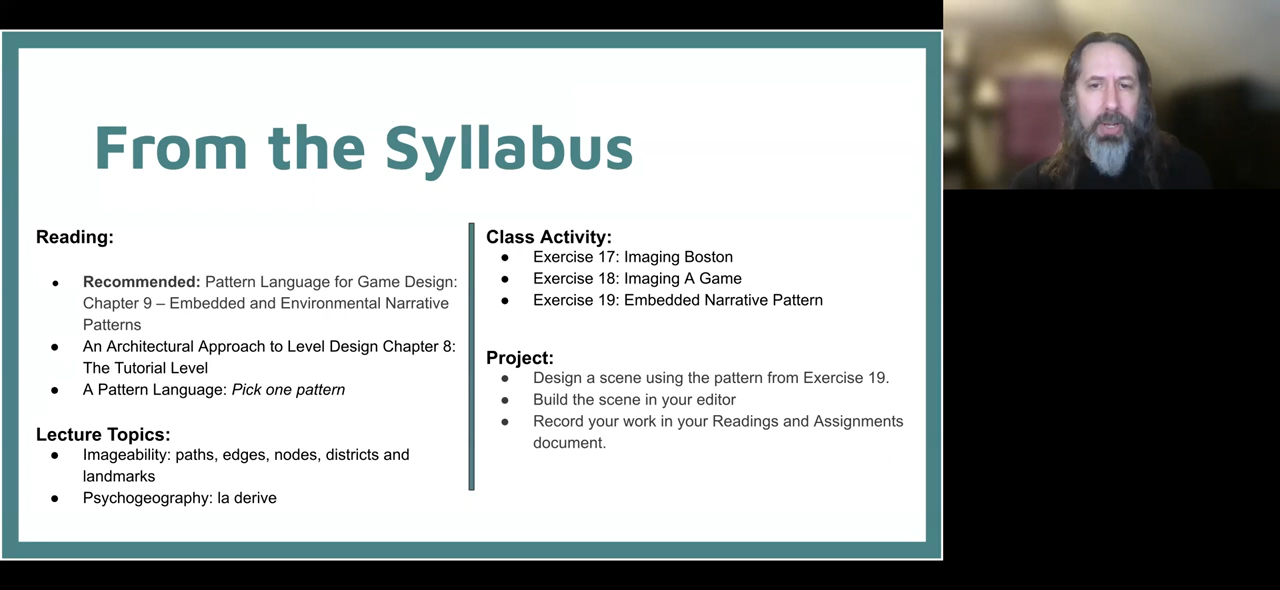 From the Syllabus
Reading:
● Recommended: Pattern Language for Game Design:
Chapter 9 – Embedded and Environmental Narrative
Patterns
● An Architectural Approach to Level Design Chapter 8:
The Tutorial Level
● A Pattern Language: Pick one pattern
Lecture Topics:
● Imageability: paths, edges, nodes, districts and
landmarks
● Psychogeography: la derive
Class Activity:
● Exercise 17: Imaging Boston
● Exercise 18: Imaging A Game
● Exercise 19: Embedded Narrative Pattern
Project:
● Design a scene using the pattern from Exercise 19.
● Build the scene in your editor
● Record your work in your Readings and Assignments
document.